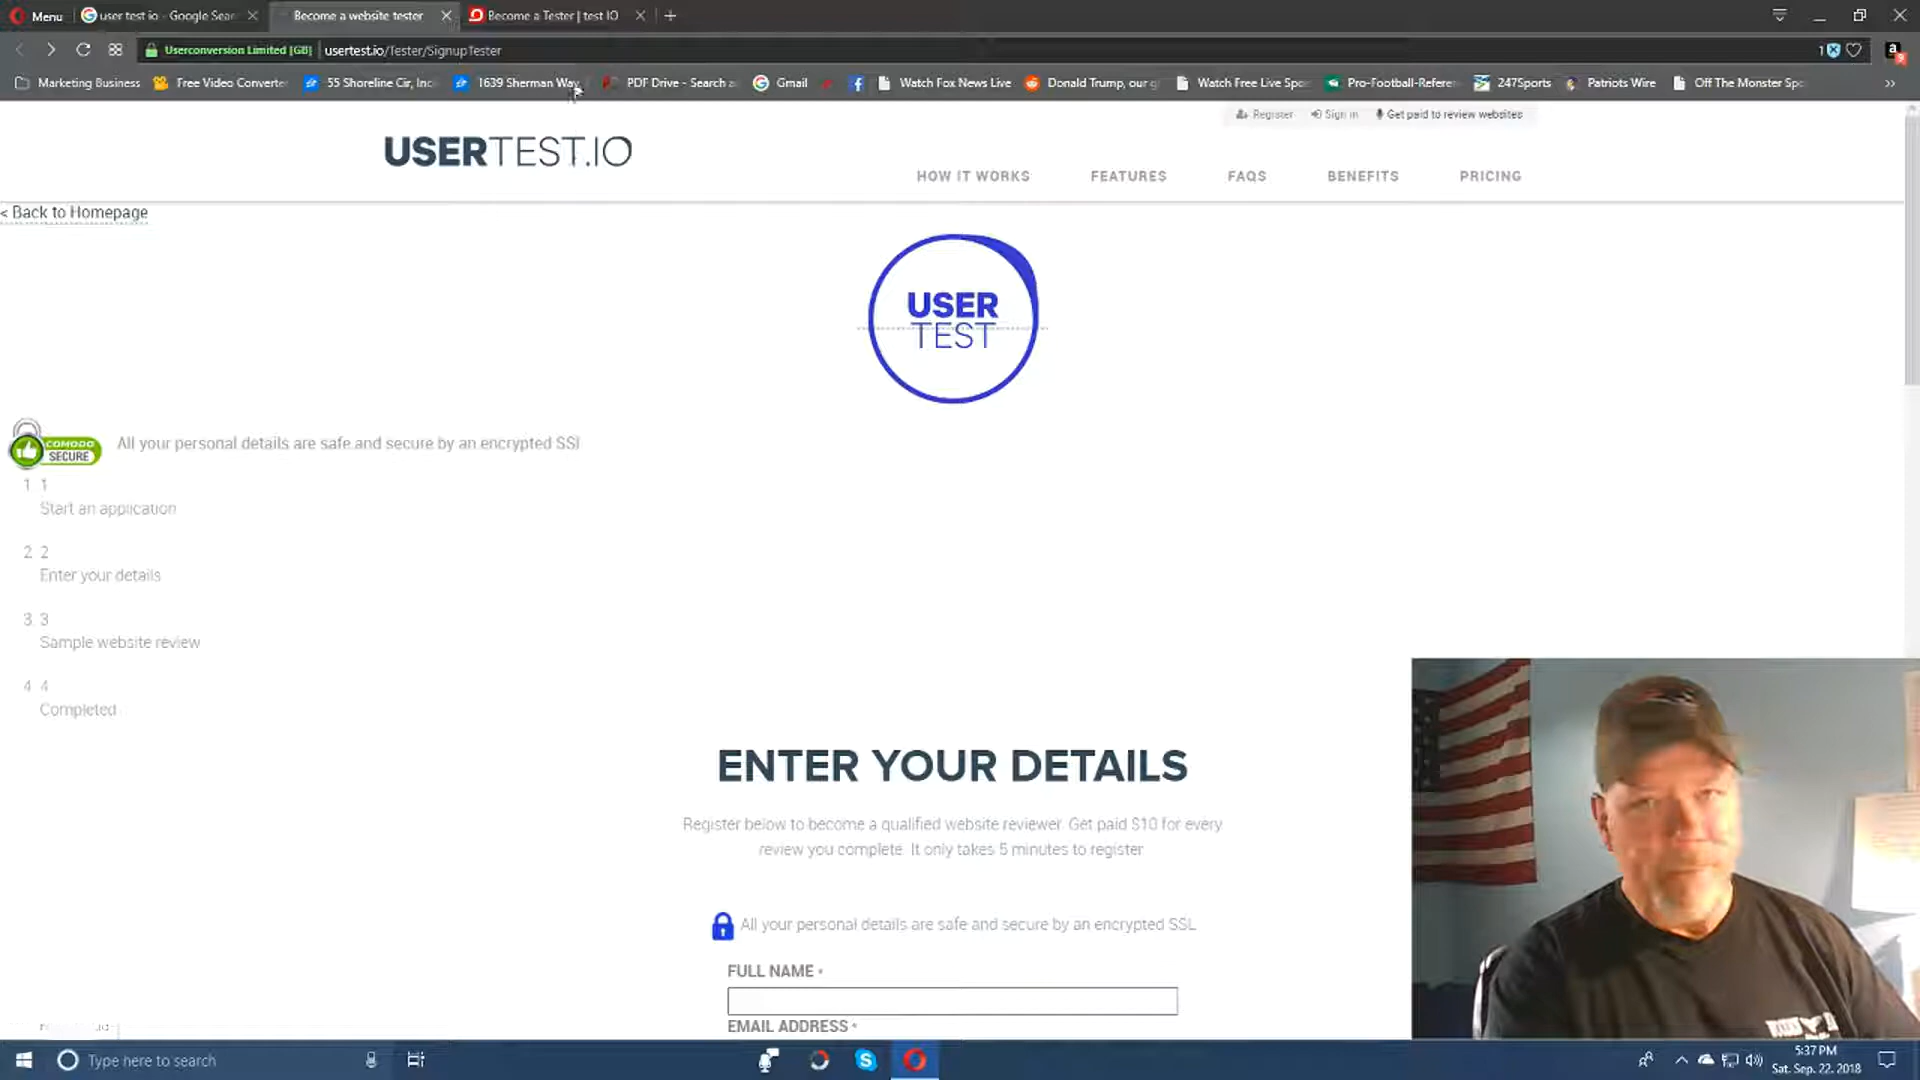 Menu
user test io - Google Sear
Become a website tester
Become a Tester | test IO
Userconversion Limited [GB]
usertest.io/Tester/SignupTester
1
Marketing Business
Free Video Converte
55 Shoreline Cir, Inc
1639 Sherman Way,
PDF Drive - Search a
Gmail
Watch Fox News Live
Donald Trump, our g
Watch Free Live Spo
Pro-Football-Refere
247Sports
Patriots Wire
Off The Monster Spo
»
Register
Sign in
Get paid to review websites
USERTEST.IO
HOW IT WORKS
FEATURES
FAQS
BENEFITS
PRICING
< Back to Homepage
USER
TEST
COMODO
SECURE
All your personal details are safe and secure by an encrypted SSl
1. 1
Start an application
2. 2
Enter your details
3. 3
Sample website review
4. 4
Completed
ENTER YOUR DETAILS
Register below to become a qualified website reviewer. Get paid $10 for every
review you complete. It only takes 5 minutes to register
All your personal details are safe and secure by an encrypted SSL
FULL NAME *
EMAIL ADDRESS *
Type here to search
5:37 PM
Sat. Sep. 22, 2018